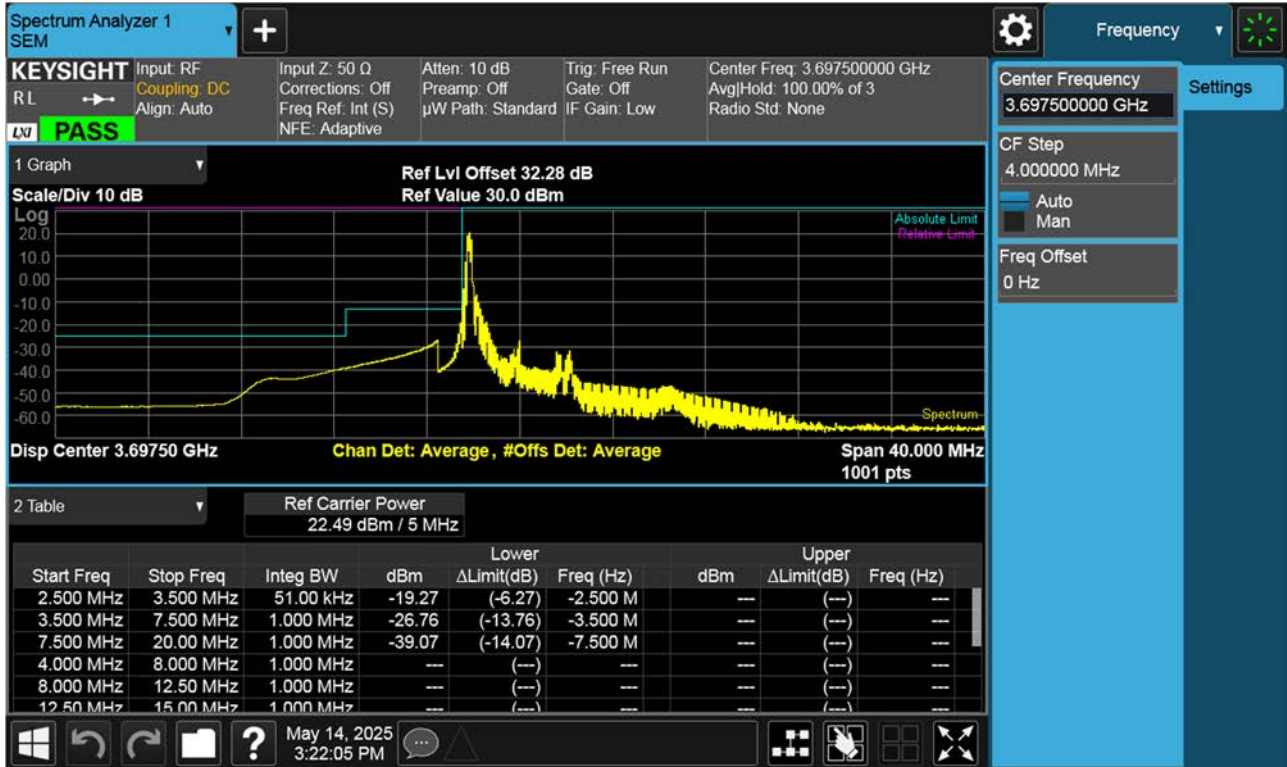 Spectrum Analyzer 1
SEM
+
Frequency
KEYSIGHT
RL
LXI
PASS
Input: RF
Coupling: DC
Align: Auto
Input Z: 50 Ω
Corrections: Off
Freq Ref: Int (S)
NFE: Adaptive
Atten: 10 dB
Preamp: Off
µW Path: Standard
Trig: Free Run
Gate: Off
IF Gain: Low
Center Freq: 3.697500000 GHz
Avg|Hold: 100.00% of 3
Radio Std: None
Center Frequency
3.697500000 GHz
Settings
CF Step
4.000000 MHz
Auto
Man
Freq Offset
0 Hz
1 Graph
Ref Lvl Offset 32.28 dB
Scale/Div 10 dB
Ref Value 30.0 dBm
Log
Absolute Limit
Relative Limit
20.0
10.0
0.00
-10.0
-20.0
-30.0
-40.0
-50.0
-60.0
Spectrum
Disp Center 3.69750 GHz
Chan Det: Average, #Offs Det: Average
Span 40.000 MHz
1001 pts
2 Table
Ref Carrier Power
22.49 dBm / 5 MHz
Lower Upper
Start Freq Stop Freq Integ BW dBm ΔLimit(dB) Freq (Hz) dBm ΔLimit(dB) Freq (Hz)
2.500 MHz 3.500 MHz 51.00 kHz -19.27 (-6.27) -2.500 M --- (---) ---
3.500 MHz 7.500 MHz 1.000 MHz -26.76 (-13.76) -3.500 M --- (---) ---
7.500 MHz 20.00 MHz 1.000 MHz -39.07 (-14.07) -7.500 M --- (---) ---
4.000 MHz 8.000 MHz 1.000 MHz --- (---) --- --- (---) ---
8.000 MHz 12.50 MHz 1.000 MHz --- (---) --- --- (---) ---
12.50 MHz 15.00 MHz 1.000 MHz --- (---) --- --- (---) ---
?
May 14, 2025
3:22:05 PM